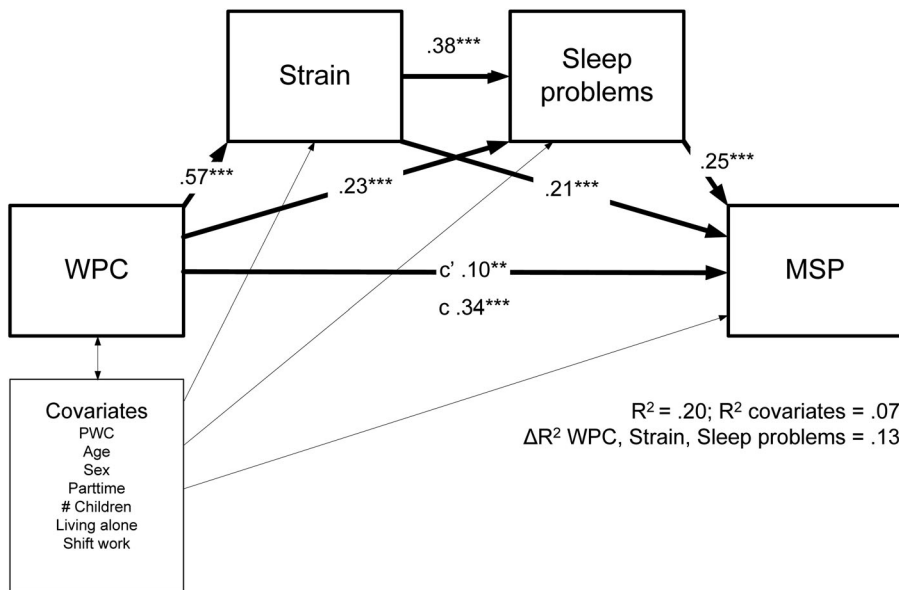 .38***
Strain
Sleep
problems
.57***
.23***
.21***
.25***
WPC
c’ .10**
c .34***
MSP
Covariates
PWC
Age
Sex
Parttime
# Children
Living alone
Shift work
R² = .20; R² covariates = .07
ΔR² WPC, Strain, Sleep problems = .13